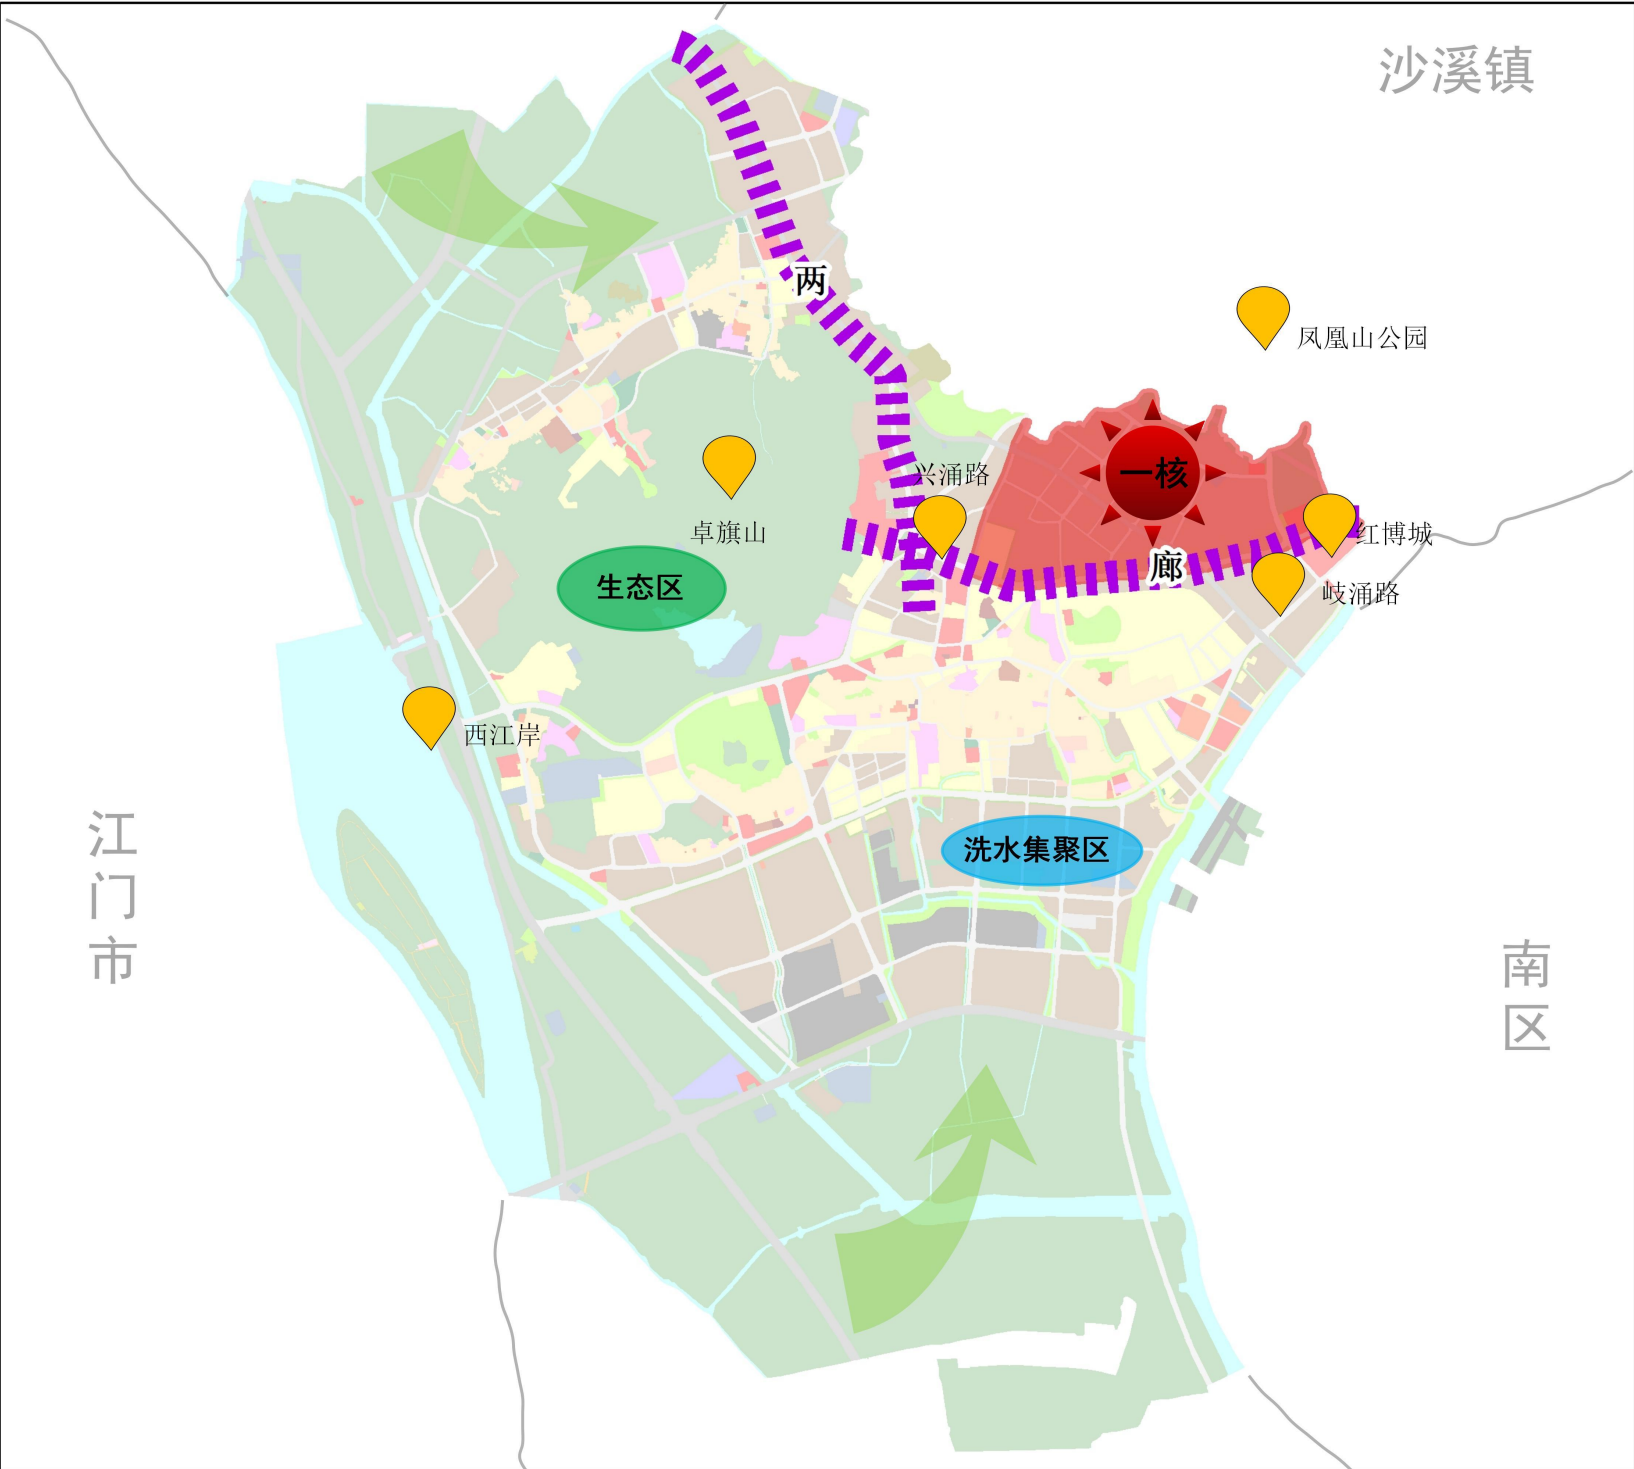 沙溪镇
两
凤凰山公园
一核
兴涌路
卓旗山
红博城
廊
生态区
岐涌路
西江岸
江门市
洗水集聚区
南区